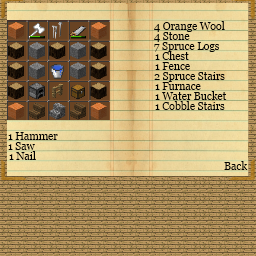 4 Orange Wool
4 Stone
7 Spruce Logs
1 Chest
1 Fence
2 Spruce Stairs
1 Furnace
1 Water Bucket
1 Cobble Stairs
1 Hammer
1 Saw
1 Nail
Back